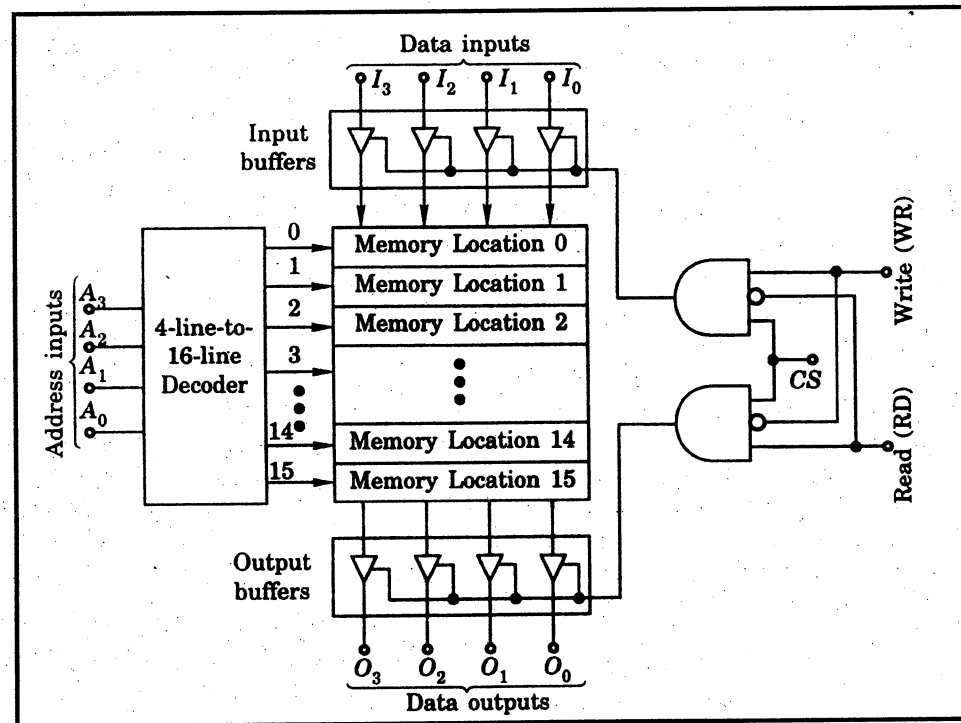 Data inputs
I3 I2 I1 I0
Input
buffers
Address inputs
A3
A2
A1
A0
4-line-to-
16-line
Decoder
0
1
2
3
14
15
Memory Location 0
Memory Location 1
Memory Location 2
Memory Location 14
Memory Location 15
Write (WR)
CS
Read (RD)
Output
buffers
O3 O2 O1 O0
Data outputs